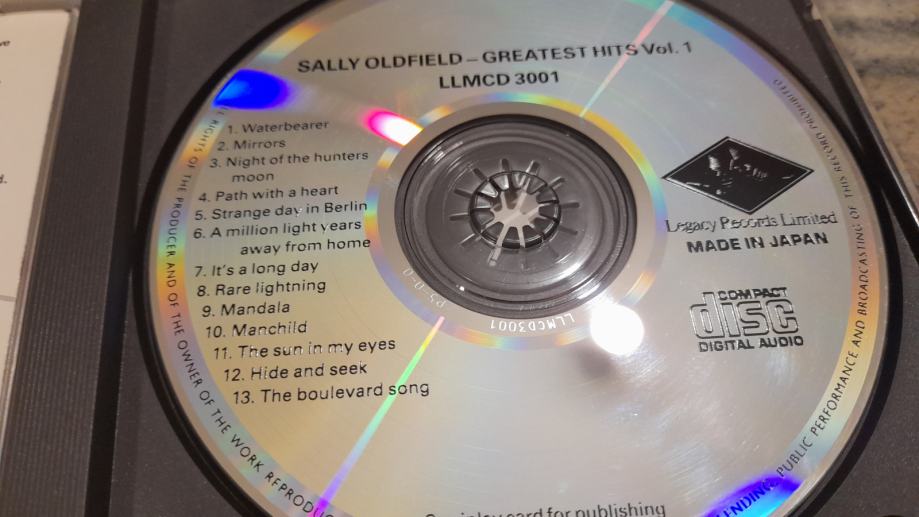 SALLY OLDFIELD – GREATEST HITS Vol. 1
LLMCD 3001
1. Waterbearer
2. Mirrors
3. Night of the hunters
moon
4. Path with a heart
5. Strange day in Berlin
6. A million light years
away from home
7. It's a long day
8. Rare lightning
9. Mandala
10. Manchild
11. The sun in my eyes
12. Hide and seek
13. The boulevard song
Legacy Records Limited
MADE IN JAPAN
COMPACT
disc
DIGITAL AUDIO
LLMCD3001
RIGHTS OF THE PRODUCER AND OF THE OWNER OF THE WORK REPRODUC
LENDING, PUBLIC PERFORMANCE AND BROADCASTING OF THIS RECORD PROHIBITED
card for publishing